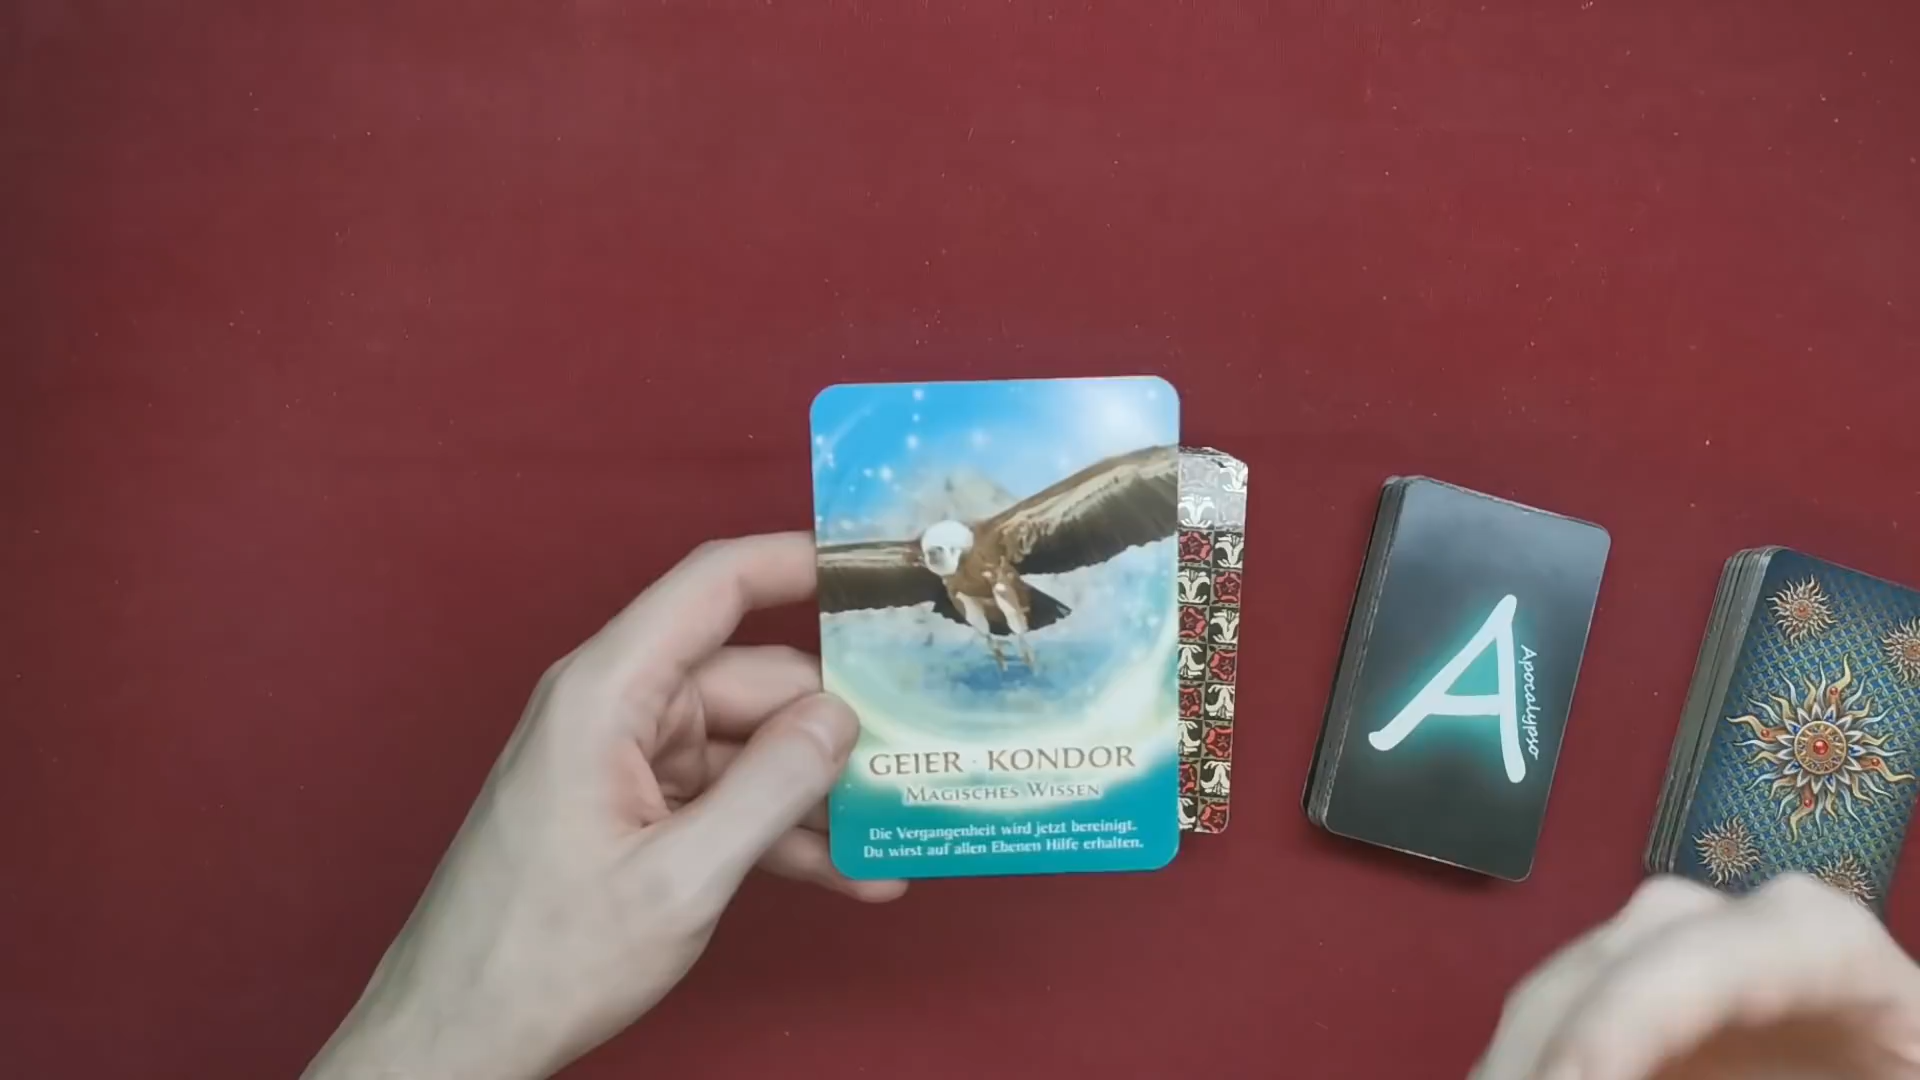 GEIER · KONDOR
MAGISCHES WISSEN
Die Vergangenheit wird jetzt bereinigt.
Du wirst auf allen Ebenen Hilfe erhalten.
A
Apocalypso